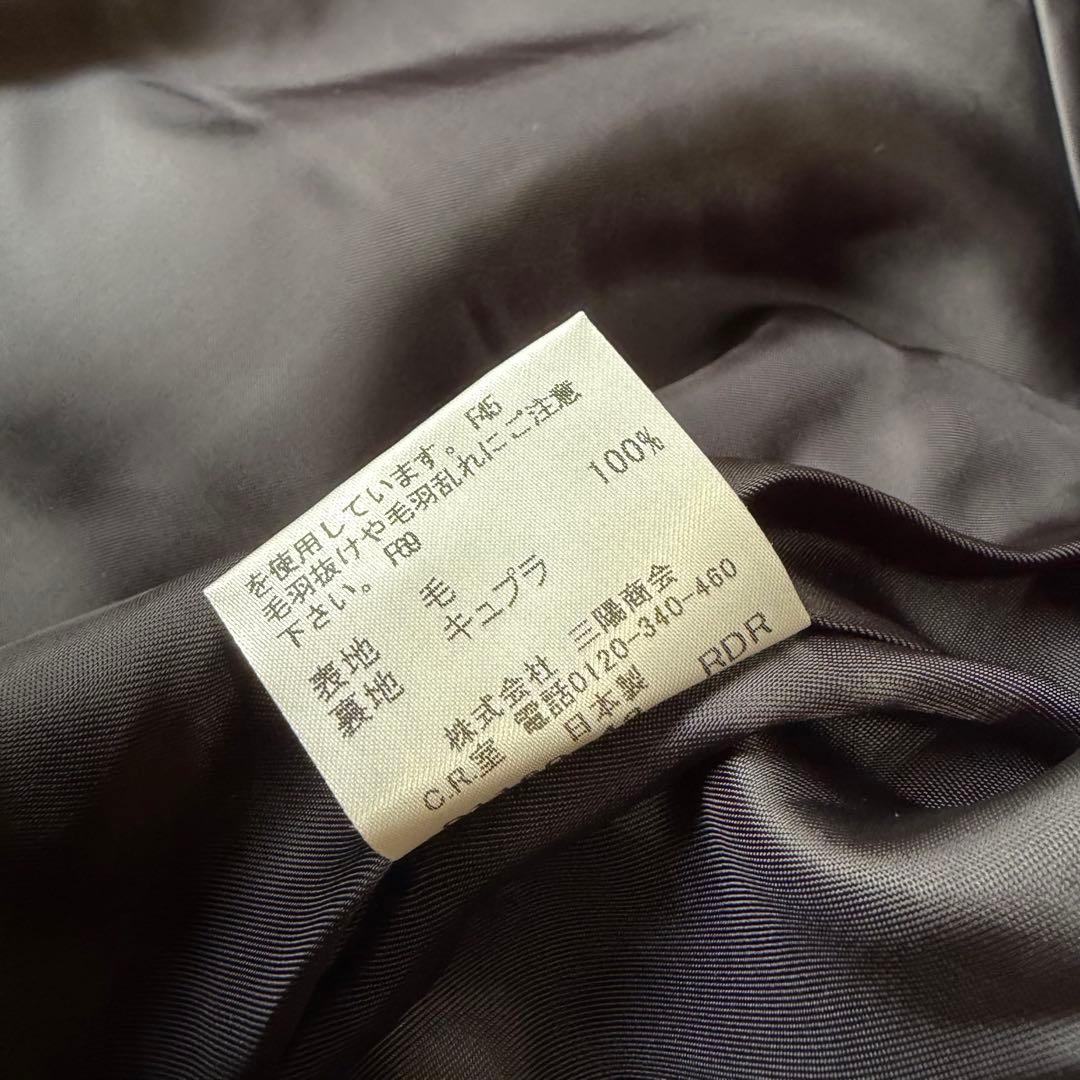 を使用しています。 F45
毛羽抜けや毛羽乱れにご注意
下さい。 F69
表地 毛 100%
裏地 キュプラ
株式会社 三陽商会
C.R.室 電話0120-340-460
日本製 RDR